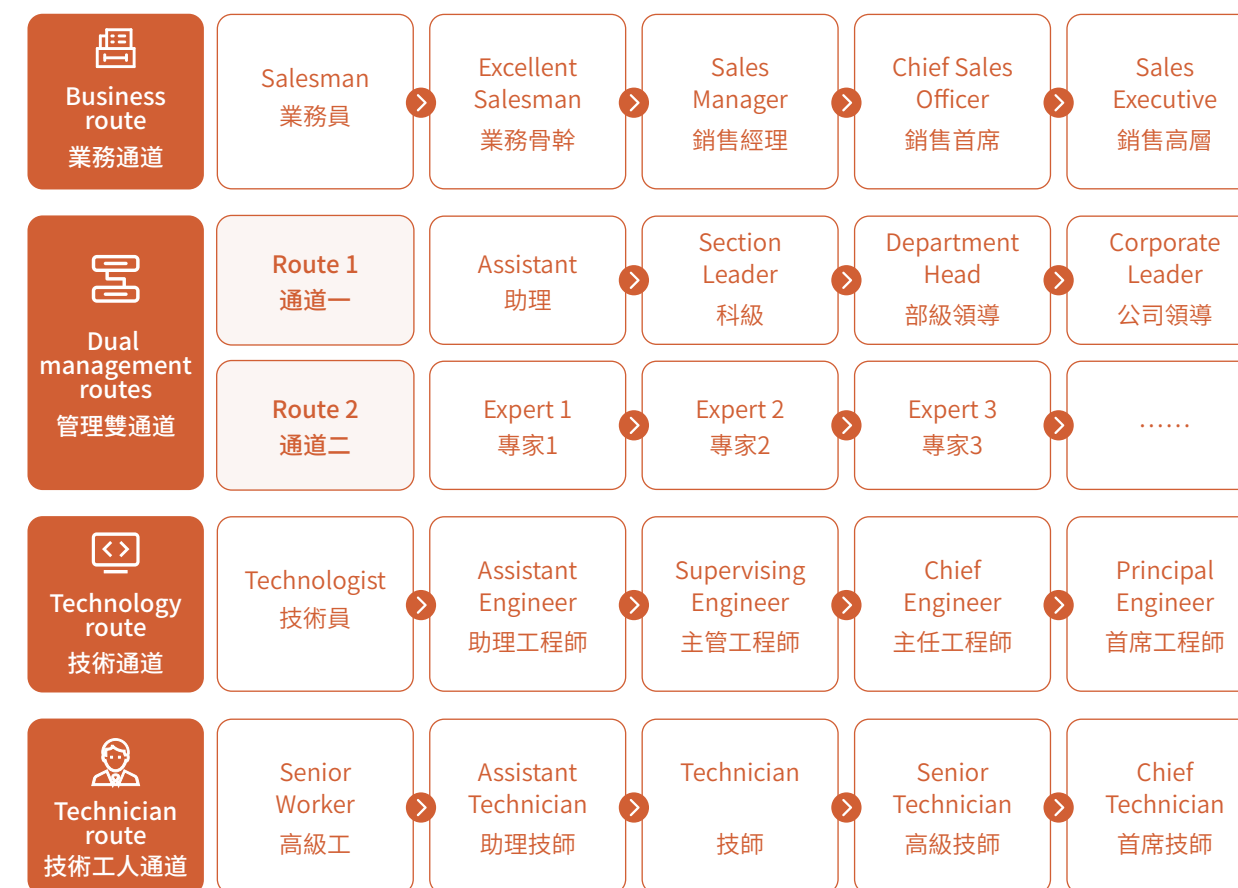 Business
route
業務通道
Salesman
業務員
Excellent
Salesman
業務骨幹
Sales
Manager
銷售經理
Chief Sales
Officer
銷售首席
Sales
Executive
銷售高層
Dual
management
routes
管理雙通道
Route 1
通道一
Assistant
助理
Section
Leader
科級
Department
Head
部級領導
Corporate
Leader
公司領導
Route 2
通道二
Expert 1
專家1
Expert 2
專家2
Expert 3
專家3
……
Technology
route
技術通道
Technologist
技術員
Assistant
Engineer
助理工程師
Supervising
Engineer
主管工程師
Chief
Engineer
主任工程師
Principal
Engineer
首席工程師
Technician
route
技術工人通道
Senior
Worker
高級工
Assistant
Technician
助理技師
Technician
技師
Senior
Technician
高級技師
Chief
Technician
首席技師